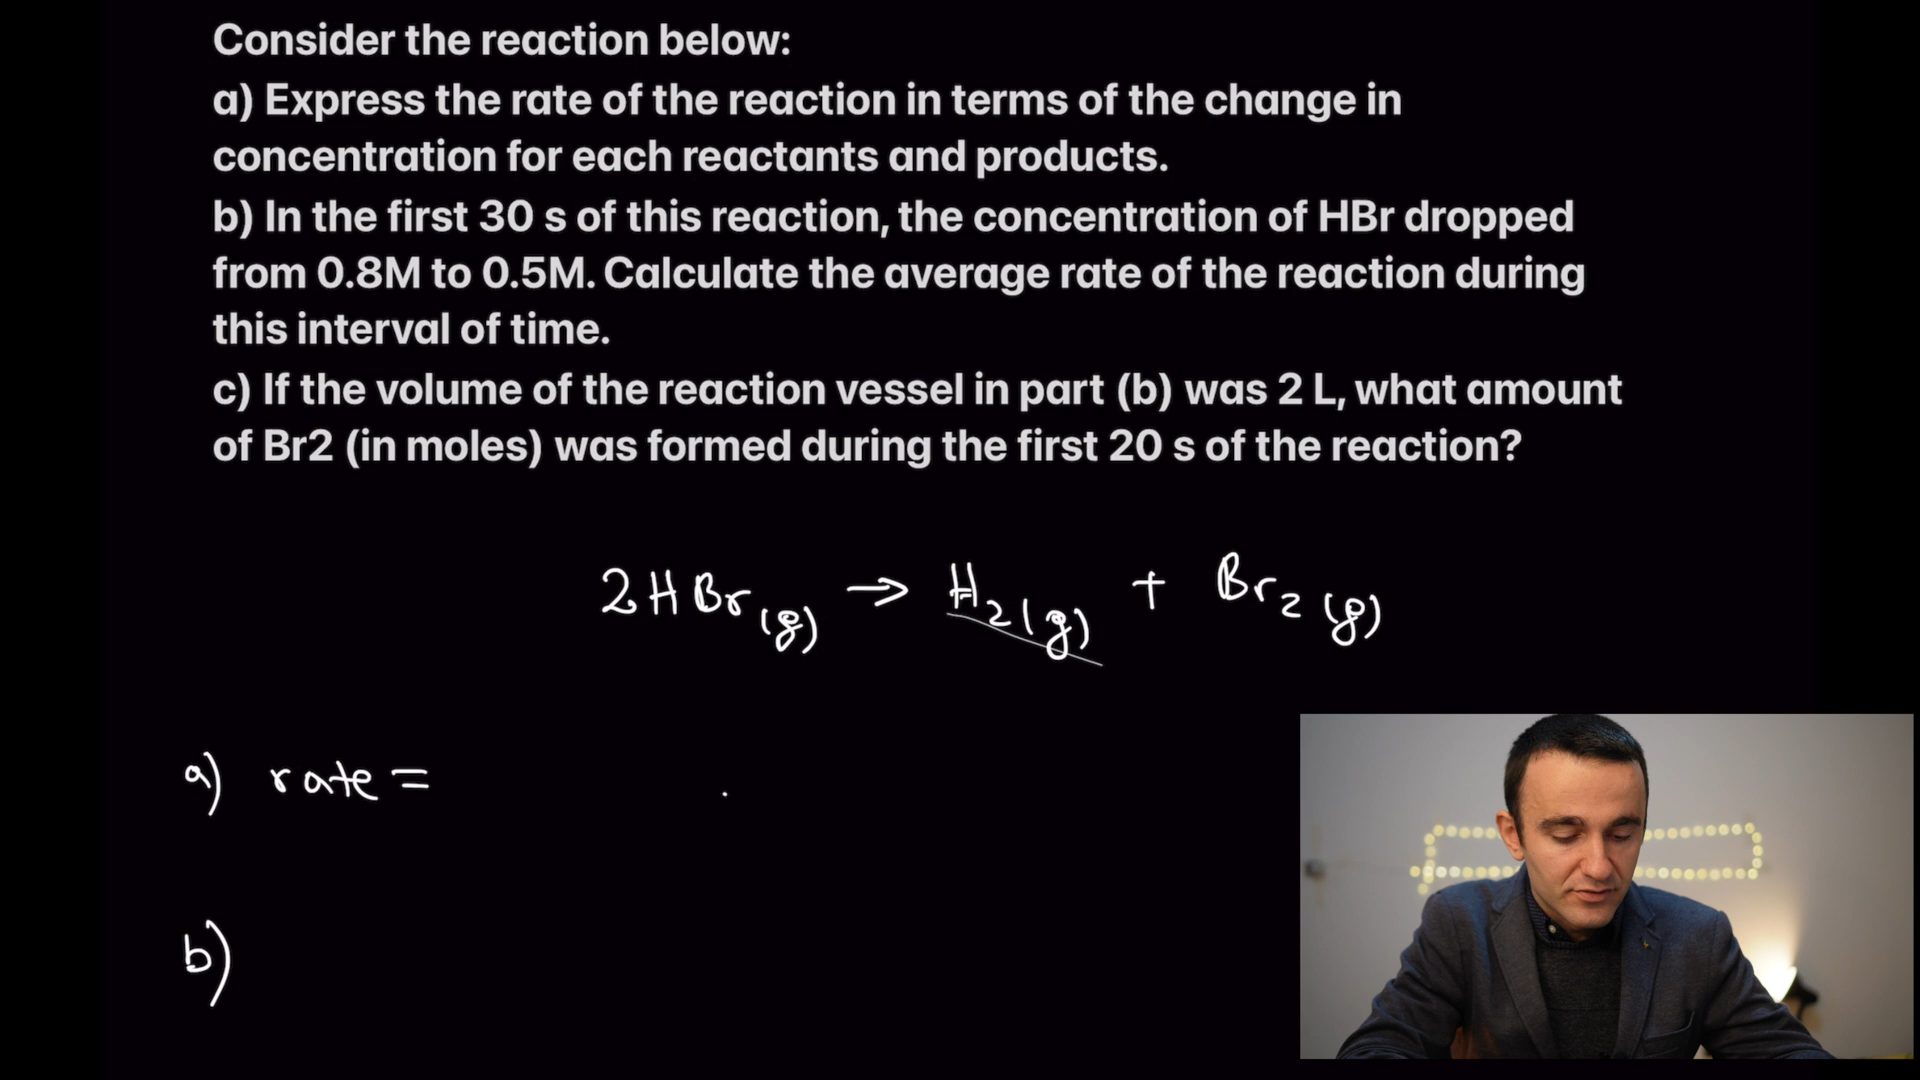 Consider the reaction below:
a) Express the rate of the reaction in terms of the change in
concentration for each reactants and products.
b) In the first 30 s of this reaction, the concentration of HBr dropped
from 0.8M to 0.5M. Calculate the average rate of the reaction during
this interval of time.
c) If the volume of the reaction vessel in part (b) was 2 L, what amount
of Br2 (in moles) was formed during the first 20 s of the reaction?
2HBr(g) → H2(g) + Br2(g)
a) rate =
b)